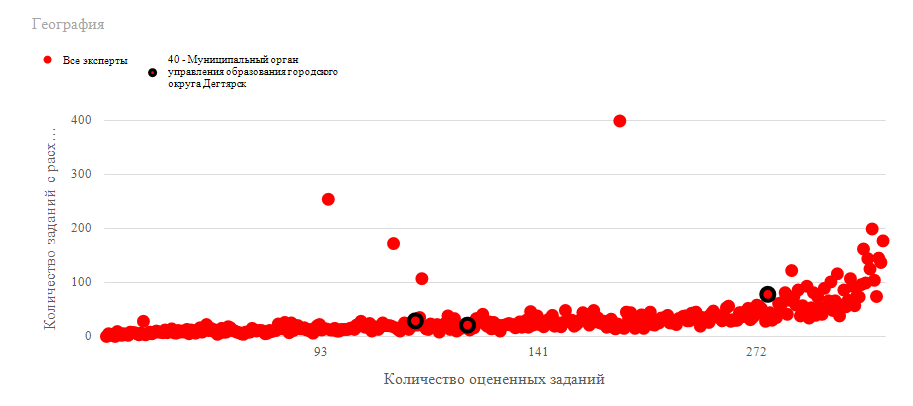 География
Все эксперты
40 - Муниципальный орган
управления образования городского
округа Дегтярск
Количество заданий с расх...
400
300
200
100
0
93
141
272
Количество оцененных заданий